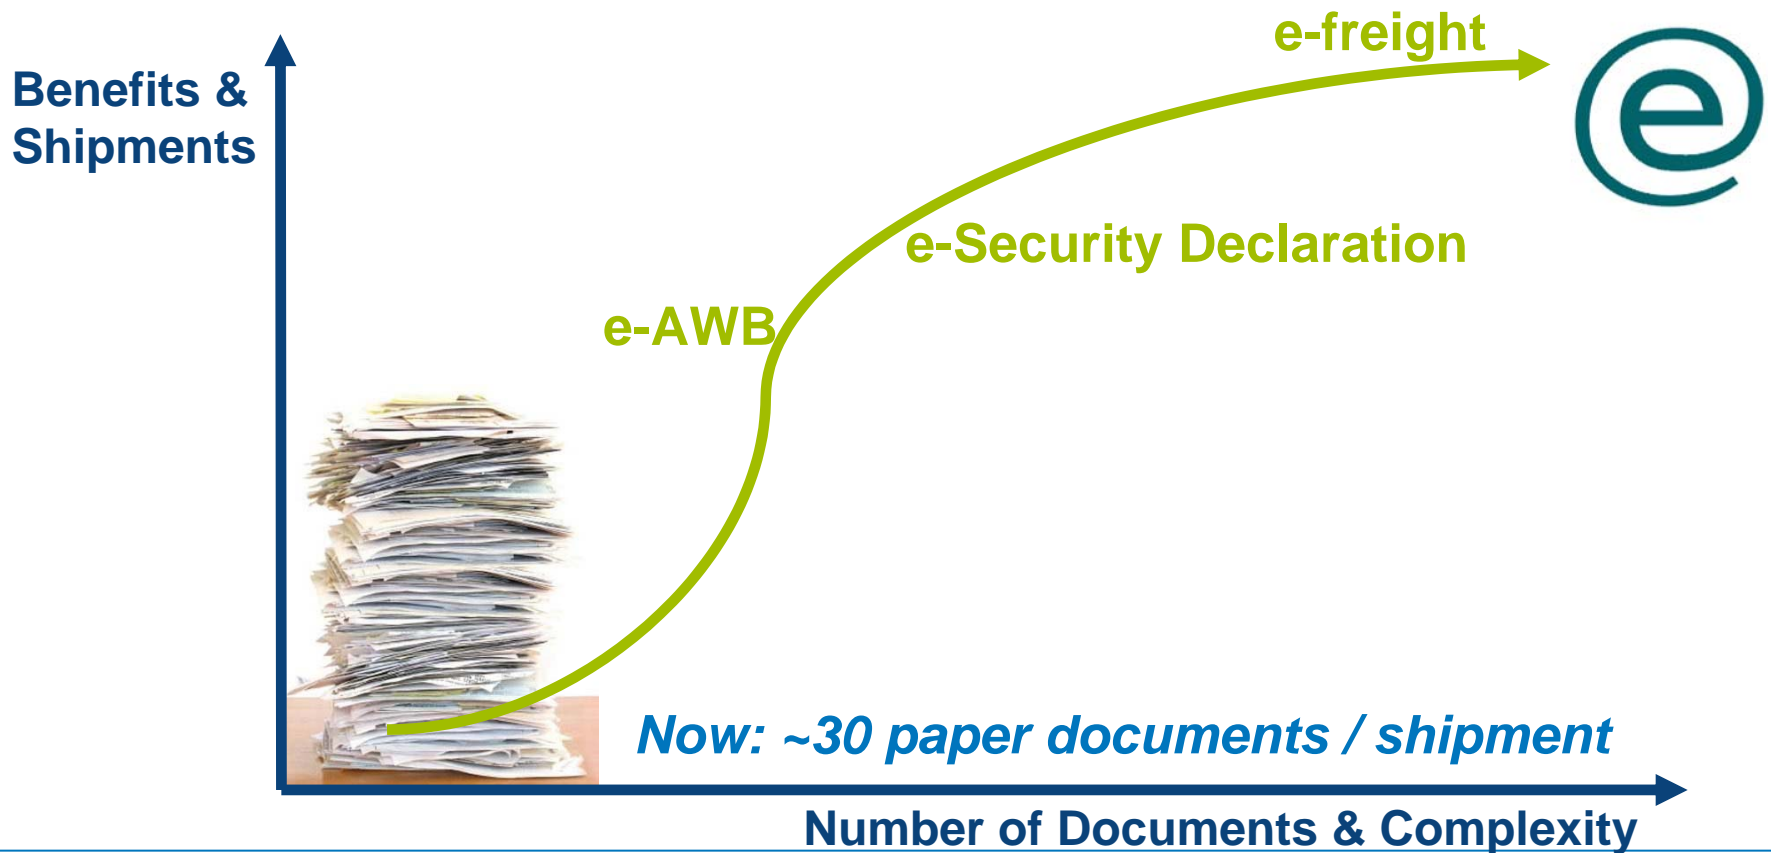 e-freight
Benefits &
Shipments
e
e-Security Declaration
e-AWB
Now: ~30 paper documents / shipment
Number of Documents & Complexity